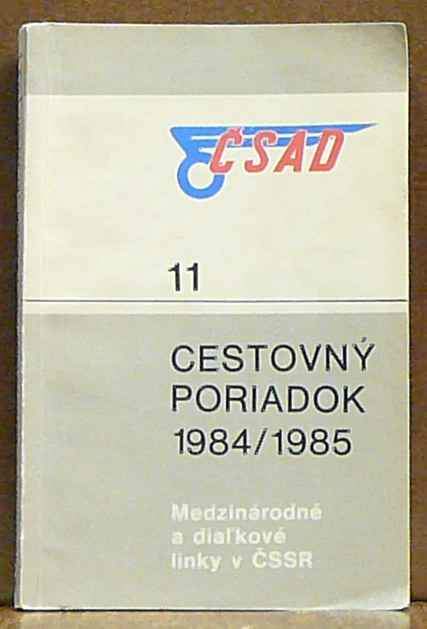 ČSAD
11
CESTOVNÝ
PORIADOK
1984/1985
Medzinárodné
a diaľkové
linky v ČSSR